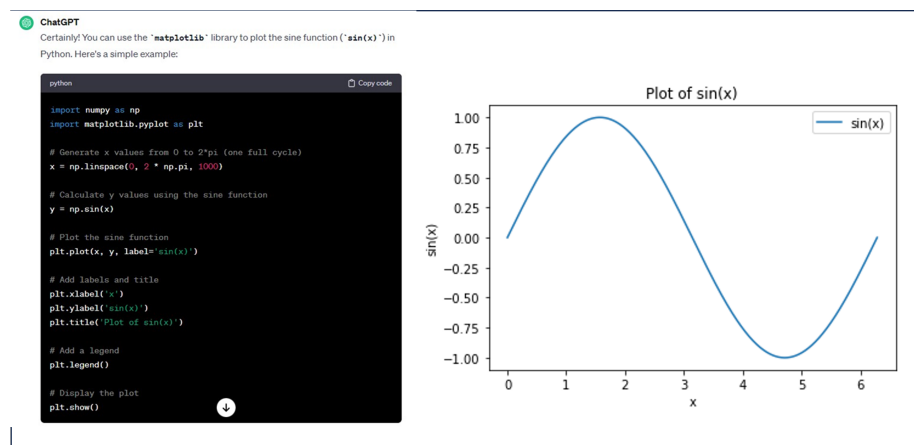 ChatGPT
Certainly! You can use the `matplotlib` library to plot the sine function (`sin(x)`) in
Python. Here's a simple example:
python
Copy code
import numpy as np
import matplotlib.pyplot as plt
# Generate x values from 0 to 2*pi (one full cycle)
x = np.linspace(0, 2 * np.pi, 1000)
# Calculate y values using the sine function
y = np.sin(x)
# Plot the sine function
plt.plot(x, y, label='sin(x)')
# Add labels and title
plt.xlabel('x')
plt.ylabel('sin(x)')
plt.title('Plot of sin(x)')
# Add a legend
plt.legend()
# Display the plot
plt.show()
Plot of sin(x)
sin(x)
1.00
0.75
0.50
0.25
0.00
−0.25
−0.50
−0.75
−1.00
sin(x)
0 1 2 3 4 5 6
x